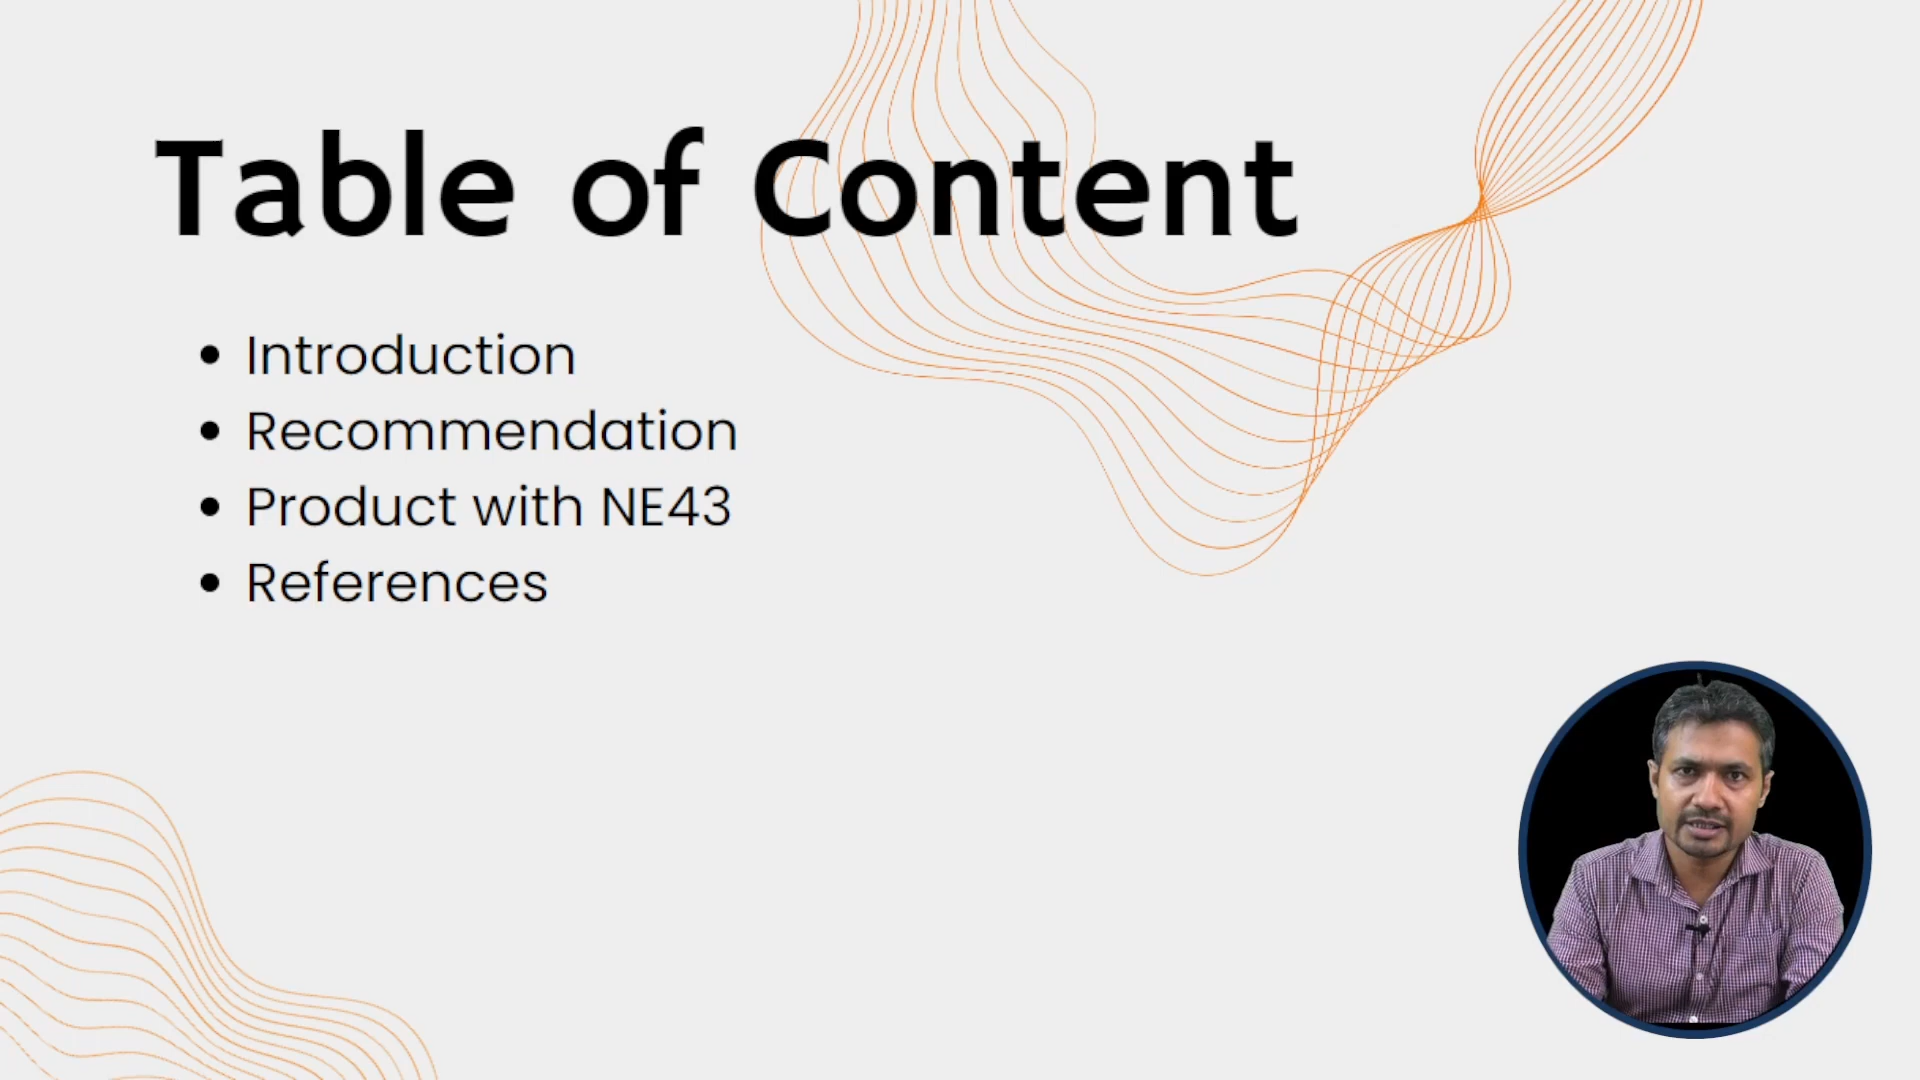 Table of Content
• Introduction
• Recommendation
• Product with NE43
• References